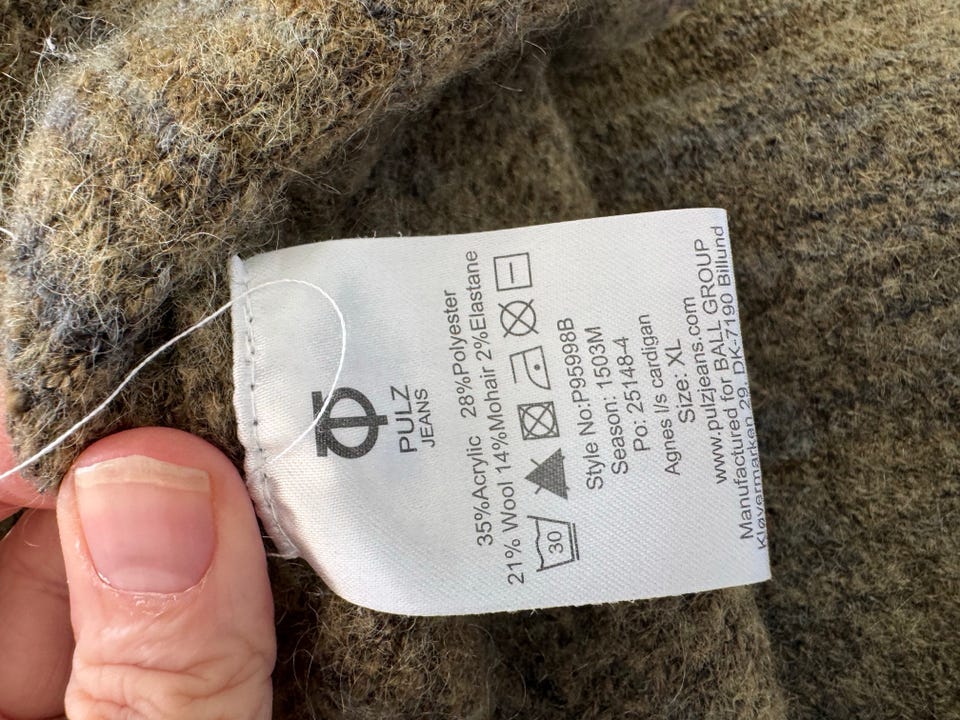 PULZ
JEANS
35%Acrylic 28%Polyester
21% Wool 14%Mohair 2%Elastane
30
Style No:P95998B
Season: 1503M
Po: 25148-4
Agnes l/s cardigan
Size: XL
www.pulzjeans.com
Manufactured for BALL GROUP
Kløvermarken 29, DK-7190 Billund